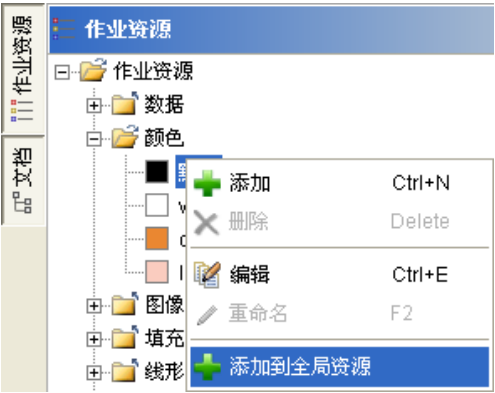 作业资源
文档
作业资源
作业资源
数据
颜色
添加 Ctrl+N
删除 Delete
编辑 Ctrl+E
重命名 F2
添加到全局资源
图像
填充
线形